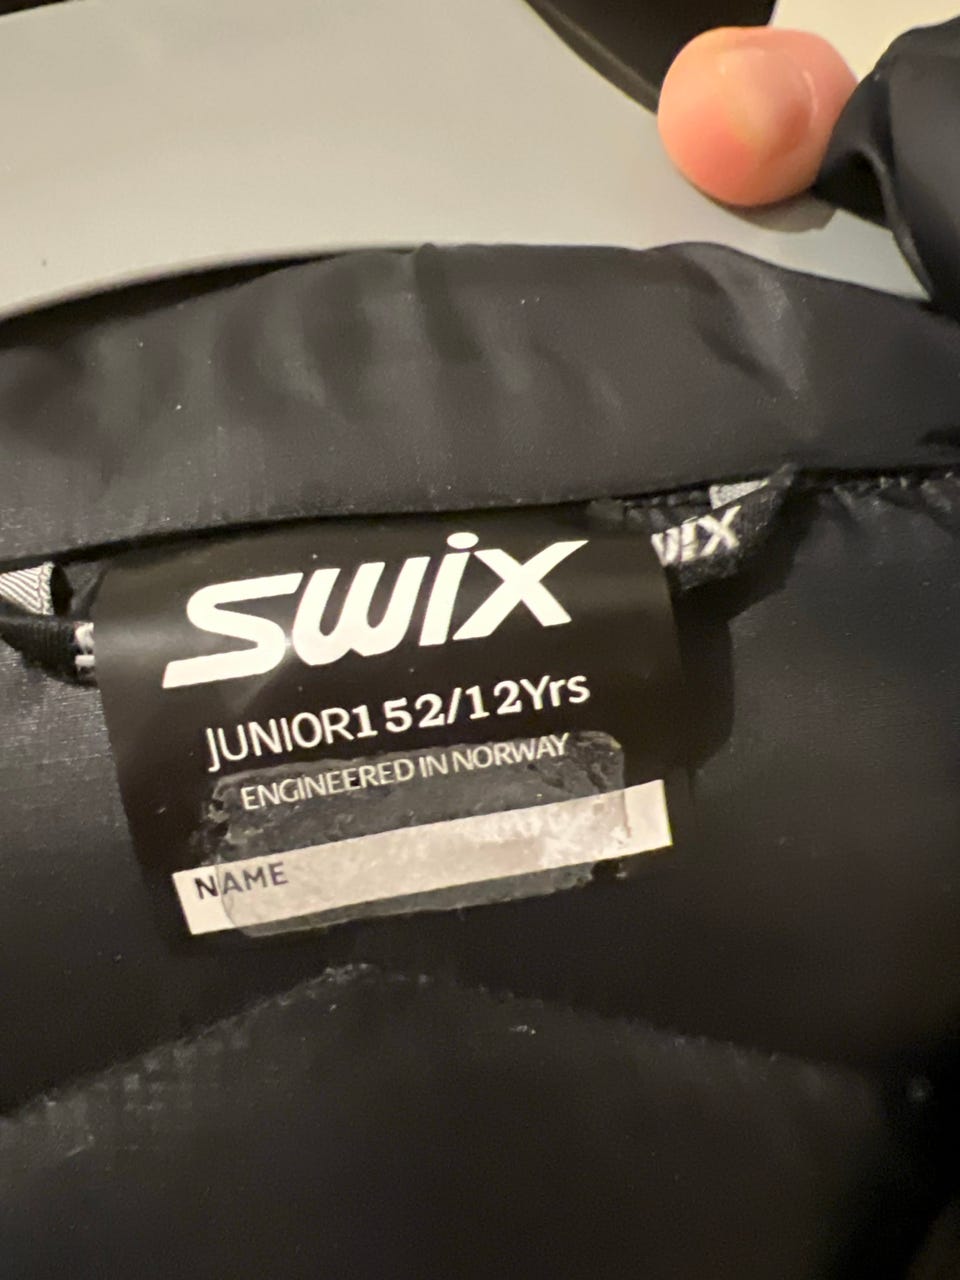 swix
JUNIOR152/12Yrs
ENGINEERED IN NORWAY
NAME